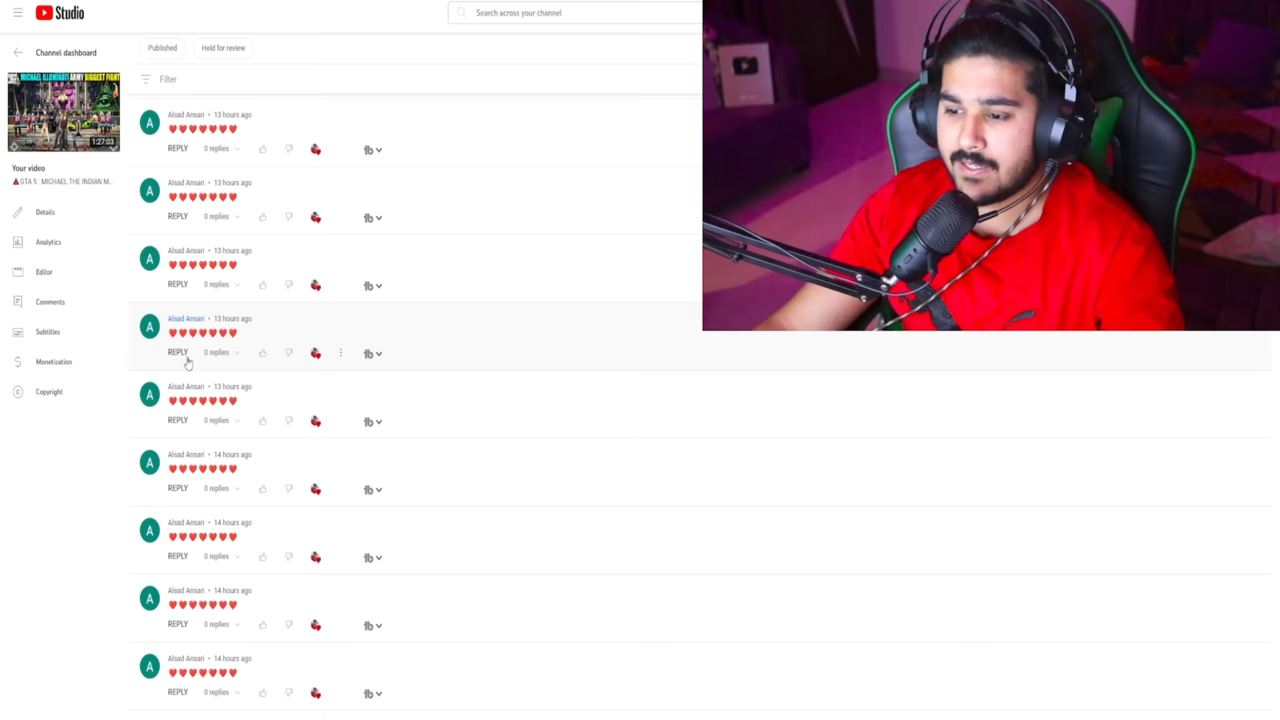 Studio
Search across your channel
Channel dashboard
MICHAEL ILLUMINATI ARMY BIGGEST FIGHT
1:27:03
Your video
🔺GTA 5 : MICHAEL THE INDIAN M...
Details
Analytics
Editor
Comments
Subtitles
Monetization
Copyright
Published
Held for review
Filter
A
Alsad Ansari • 13 hours ago
❤️❤️❤️❤️❤️❤️❤️
REPLY 0 replies
A
Alsad Ansari • 13 hours ago
❤️❤️❤️❤️❤️❤️❤️
REPLY 0 replies
A
Alsad Ansari • 13 hours ago
❤️❤️❤️❤️❤️❤️❤️
REPLY 0 replies
A
Alsad Ansari • 13 hours ago
❤️❤️❤️❤️❤️❤️❤️
REPLY 0 replies
A
Alsad Ansari • 13 hours ago
❤️❤️❤️❤️❤️❤️❤️
REPLY 0 replies
A
Alsad Ansari • 14 hours ago
❤️❤️❤️❤️❤️❤️❤️
REPLY 0 replies
A
Alsad Ansari • 14 hours ago
❤️❤️❤️❤️❤️❤️❤️
REPLY 0 replies
A
Alsad Ansari • 14 hours ago
❤️❤️❤️❤️❤️❤️❤️
REPLY 0 replies
A
Alsad Ansari • 14 hours ago
❤️❤️❤️❤️❤️❤️❤️
REPLY 0 replies